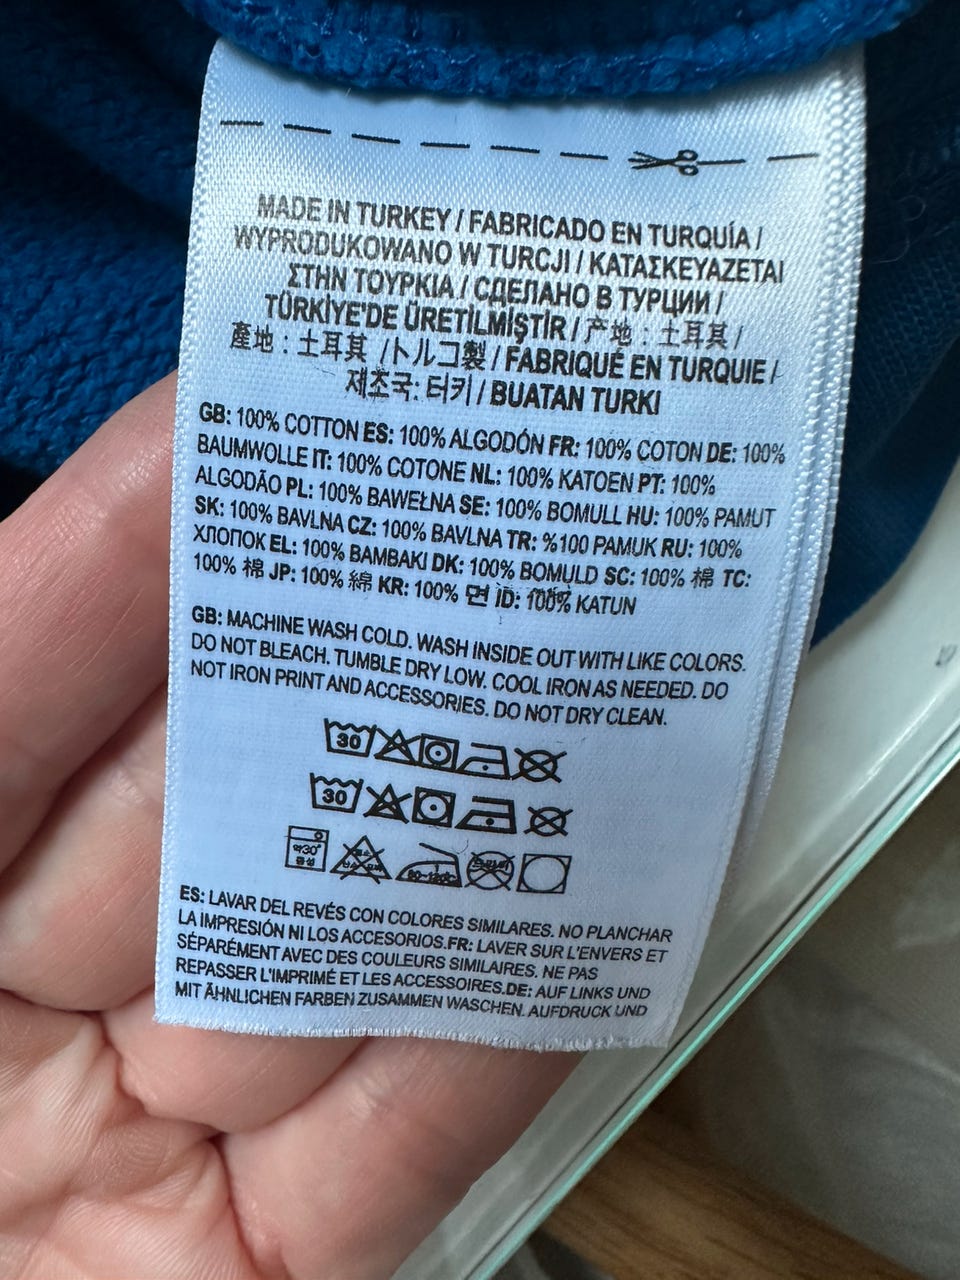 MADE IN TURKEY / FABRICADO EN TURQUÍA /
WYPRODUKOWANO W TURCJI / ΚΑΤΑΣΚΕΥΑΖΕΤΑΙ
ΣΤΗΝ ΤΟΥΡΚΙΑ / СДЕЛАНО В ТУРЦИИ /
TÜRKİYE'DE ÜRETİLMİŞTİR / 产地 : 土耳其 /
產地 : 土耳其 / トルコ製 / FABRIQUÉ EN TURQUIE /
제조국: 터키 / BUATAN TURKI
GB: 100% COTTON ES: 100% ALGODÓN FR: 100% COTON DE: 100%
BAUMWOLLE IT: 100% COTONE NL: 100% KATOEN PT: 100%
ALGODÃO PL: 100% BAWEŁNA SE: 100% BOMULL HU: 100% PAMUT
SK: 100% BAVLNA CZ: 100% BAVLNA TR: %100 PAMUK RU: 100%
ХЛОПОК EL: 100% ΒΑΜΒΑΚΙ DK: 100% BOMULD SC: 100% 棉 TC:
100% 棉 JP: 100% 綿 KR: 100% 면 ID: 100% KATUN
GB: MACHINE WASH COLD. WASH INSIDE OUT WITH LIKE COLORS.
DO NOT BLEACH. TUMBLE DRY LOW. COOL IRON AS NEEDED. DO
NOT IRON PRINT AND ACCESSORIES. DO NOT DRY CLEAN.
30
30
약30°
중성
80~120°C
ES: LAVAR DEL REVÉS CON COLORES SIMILARES. NO PLANCHAR
LA IMPRESIÓN NI LOS ACCESORIOS.FR: LAVER SUR L'ENVERS ET
SÉPARÉMENT AVEC DES COULEURS SIMILAIRES. NE PAS
REPASSER L'IMPRIMÉ ET LES ACCESSOIRES.DE: AUF LINKS UND
MIT ÄHNLICHEN FARBEN ZUSAMMEN WASCHEN. AUFDRUCK UND